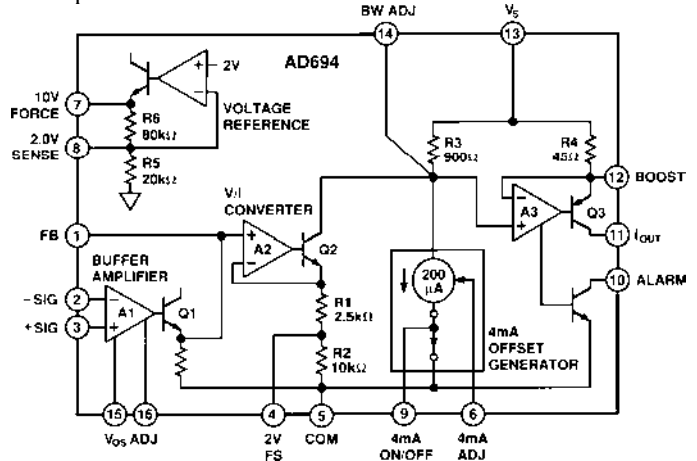 BW ADJ
V_S
14
13
AD694
2V
10V
FORCE
7
R6
80kΩ
VOLTAGE
REFERENCE
2.0V
SENSE
8
R5
20kΩ
R3
900Ω
R4
45Ω
12
BOOST
V/I
CONVERTER
A3
Q3
11
I_OUT
FB
1
A2
Q2
10
ALARM
BUFFER
AMPLIFIER
200
μA
−SIG
2
A1
Q1
+SIG
3
R1
2.5kΩ
R2
10kΩ
4mA
OFFSET
GENERATOR
15
16
4
5
9
6
V_OS ADJ
2V
FS
COM
4mA
ON/OFF
4mA
ADJ